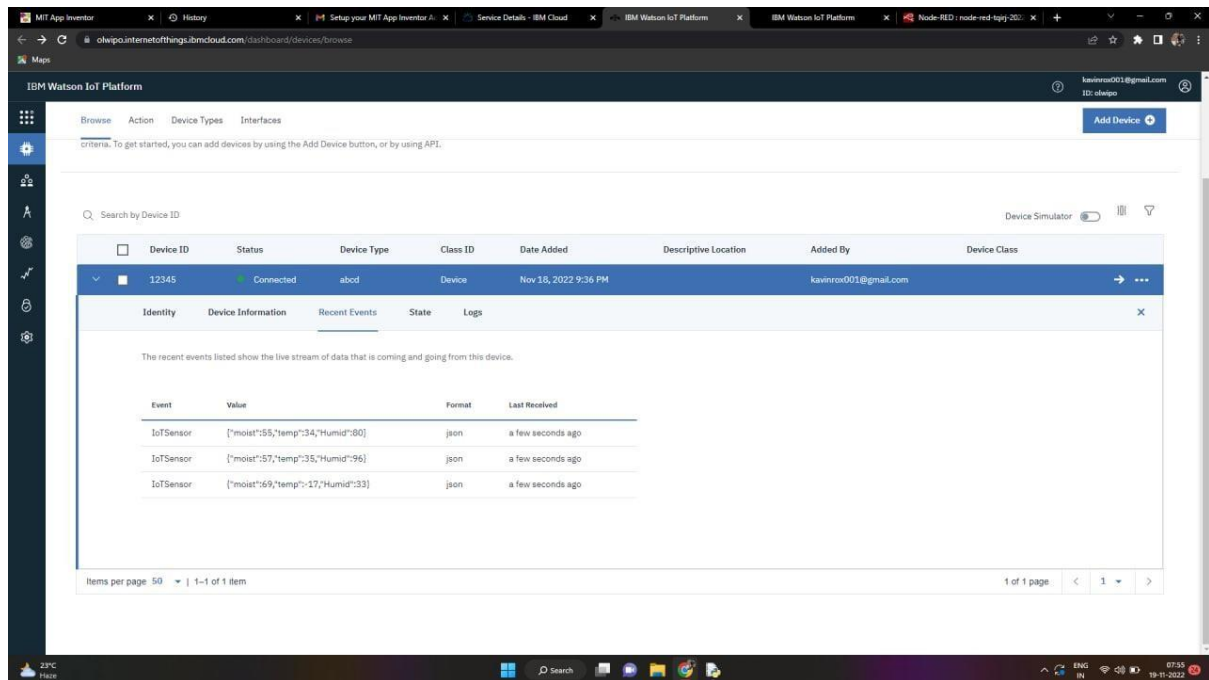 MIT App Inventor
History
Setup your MIT App Inventor A
Service Details - IBM Cloud
IBM Watson IoT Platform
IBM Watson IoT Platform
Node-RED : node-red-tqirj-202
olwipo.internetofthings.ibmcloud.com/dashboard/devices/browse
Maps
IBM Watson IoT Platform
kavinrox001@gmail.com
ID: olwipo
Browse Action Device Types Interfaces
Add Device
criteria. To get started, you can add devices by using the Add Device button, or by using API.
Search by Device ID
Device Simulator
Device ID Status Device Type Class ID Date Added Descriptive Location Added By Device Class
12345 Connected abcd Device Nov 18, 2022 9:36 PM kavinrox001@gmail.com
Identity Device Information Recent Events State Logs
The recent events listed show the live stream of data that is coming and going from this device.
Event Value Format Last Received
IoTSensor {"moist":55,"temp":34,"Humid":80} json a few seconds ago
IoTSensor {"moist":57,"temp":35,"Humid":96} json a few seconds ago
IoTSensor {"moist":69,"temp":-17,"Humid":33} json a few seconds ago
Items per page 50 | 1–1 of 1 item
1 of 1 page 1
23°C
Haze
Search
ENG
IN
07:55
19-11-2022
24